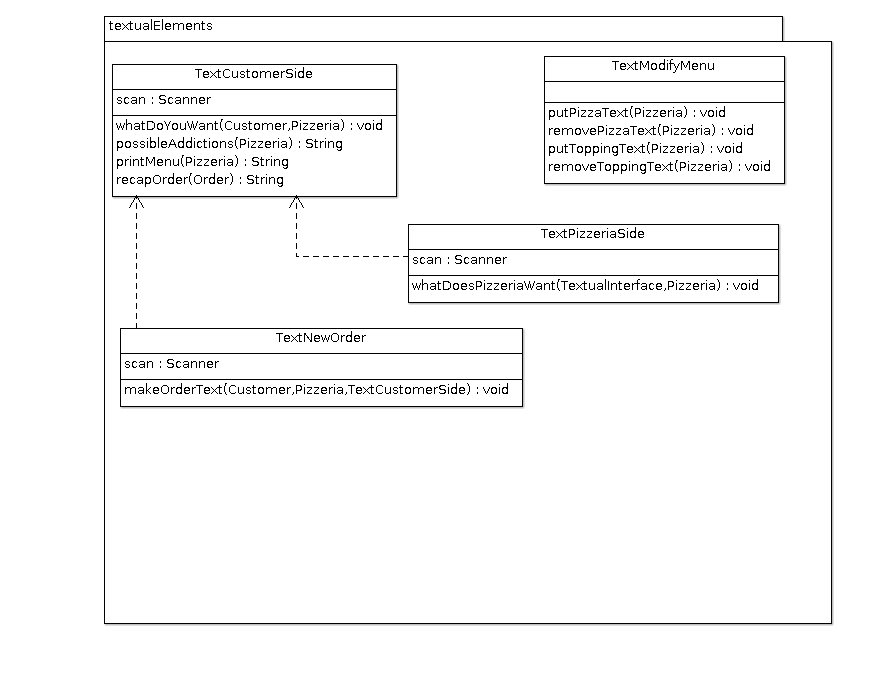 textualElements
TextCustomerSide
scan : Scanner
whatDoYouWant(Customer,Pizzeria) : void
possibleAddictions(Pizzeria) : String
printMenu(Pizzeria) : String
recapOrder(Order) : String
TextModifyMenu
putPizzaText(Pizzeria) : void
removePizzaText(Pizzeria) : void
putToppingText(Pizzeria) : void
removeToppingText(Pizzeria) : void
TextPizzeriaSide
scan : Scanner
whatDoesPizzeriaWant(TextualInterface,Pizzeria) : void
TextNewOrder
scan : Scanner
makeOrderText(Customer,Pizzeria,TextCustomerSide) : void